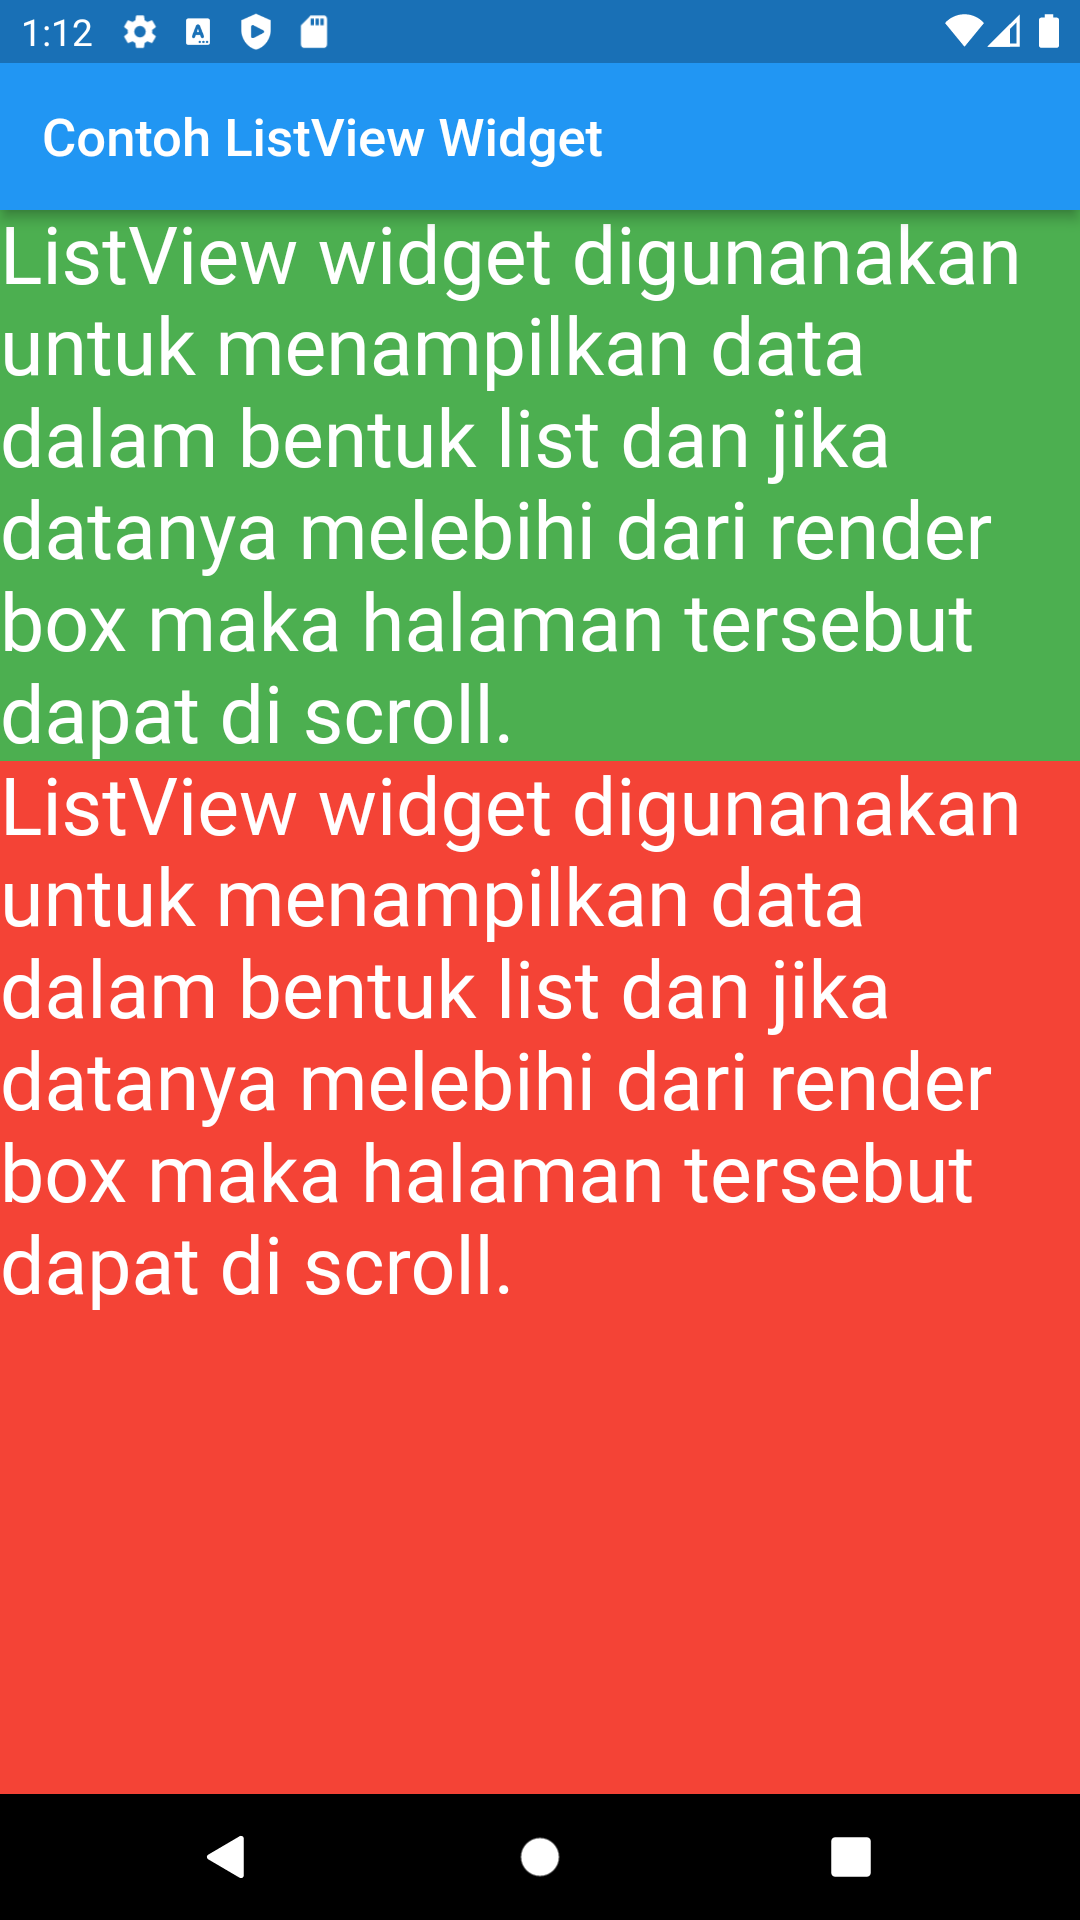 1:12
Contoh ListView Widget
ListView widget digunanakan
untuk menampilkan data
dalam bentuk list dan jika
datanya melebihi dari render
box maka halaman tersebut
dapat di scroll.
ListView widget digunanakan
untuk menampilkan data
dalam bentuk list dan jika
datanya melebihi dari render
box maka halaman tersebut
dapat di scroll.